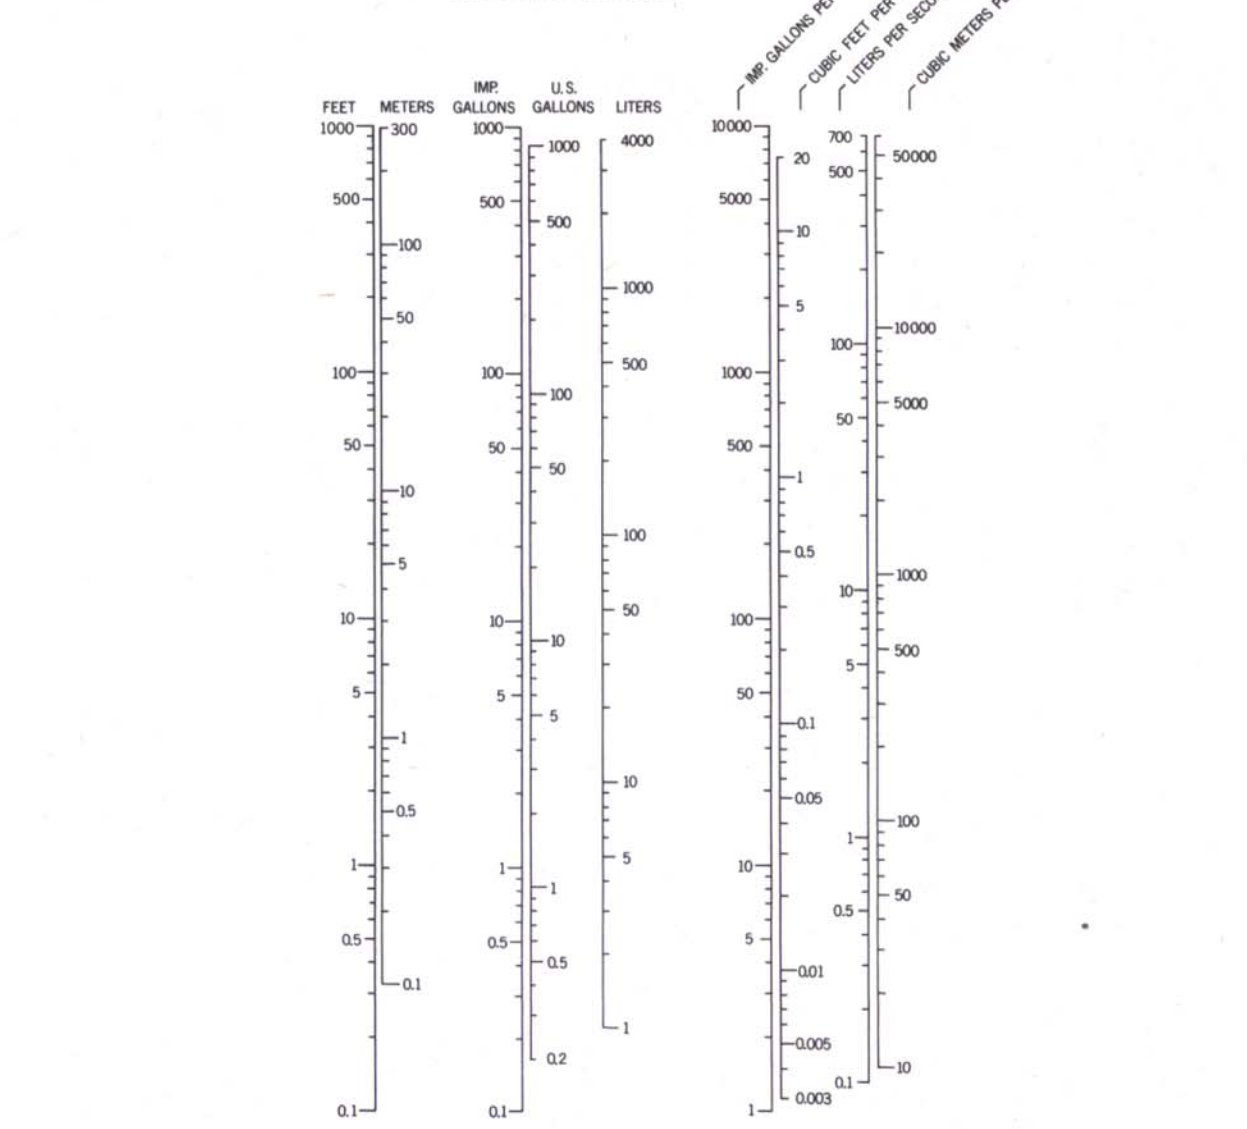 IMP. GALLONS
CUBIC FEET PER
LITERS PER
CUBIC METERS
IMP. U.S.
FEET METERS GALLONS GALLONS LITERS
1000 300 1000 1000 4000
500 100 50 100 50 10 5 10 5 1 0.5 1 0.5 0.1 0.1
500 500 100 100 50 50 10 10 5 5 1 1 0.5 0.5 0.2 0.1
1000 500 100 50 10 5 1
10000 5000 1000 500 100 50 10 5 1
20 10 5 1 0.5 0.1 0.05 0.01 0.005 0.003
700 500 100 50 10 5 1 0.5 0.1
50000 10000 5000 1000 500 100 50 10